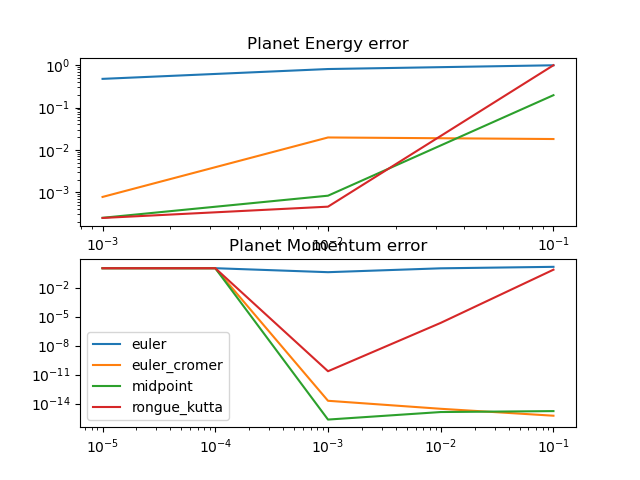 Planet Energy error
10⁰
10⁻¹
10⁻²
10⁻³
10⁻³ 10⁻² 10⁻¹
Planet Momentum error
10⁻²
10⁻⁵
10⁻⁸
10⁻¹¹
10⁻¹⁴
euler
euler_cromer
midpoint
rongue_kutta
10⁻⁵ 10⁻⁴ 10⁻³ 10⁻² 10⁻¹